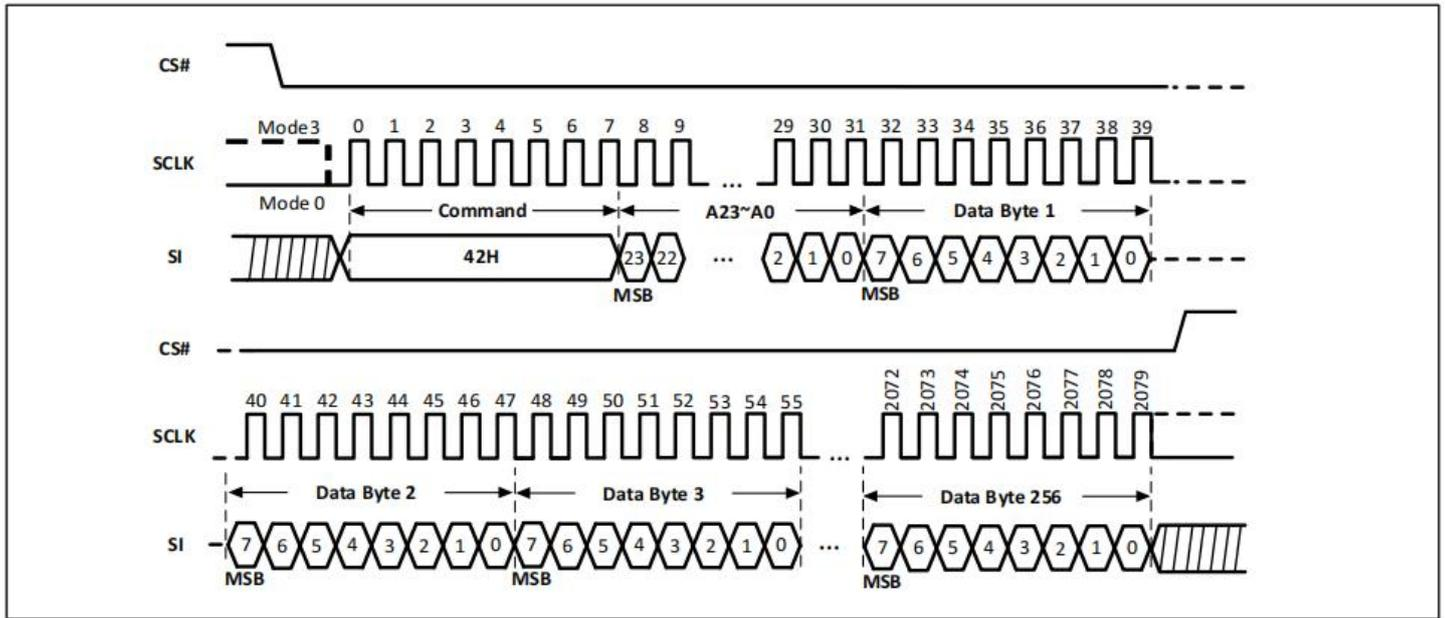 CS#
Mode3 0 1 2 3 4 5 6 7 8 9 29 30 31 32 33 34 35 36 37 38 39
SCLK ...
Mode 0 Command A23~A0 Data Byte 1
SI 42H 23 22 ... 2 1 0 7 6 5 4 3 2 1 0
MSB MSB
CS#
40 41 42 43 44 45 46 47 48 49 50 51 52 53 54 55 2072 2073 2074 2075 2076 2077 2078 2079
SCLK ...
Data Byte 2 Data Byte 3 Data Byte 256
SI 7 6 5 4 3 2 1 0 7 6 5 4 3 2 1 0 ... 7 6 5 4 3 2 1 0
MSB MSB MSB